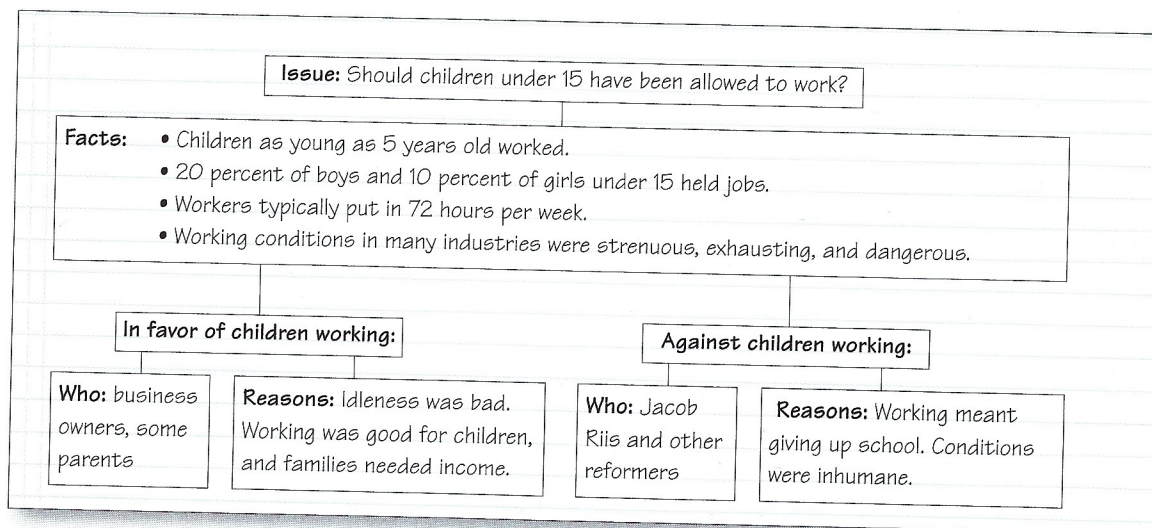 Issue: Should children under 15 have been allowed to work?
Facts:
• Children as young as 5 years old worked.
• 20 percent of boys and 10 percent of girls under 15 held jobs.
• Workers typically put in 72 hours per week.
• Working conditions in many industries were strenuous, exhausting, and dangerous.
In favor of children working:
Who: business
owners, some
parents
Reasons: Idleness was bad.
Working was good for children,
and families needed income.
Against children working:
Who: Jacob
Riis and other
reformers
Reasons: Working meant
giving up school. Conditions
were inhumane.